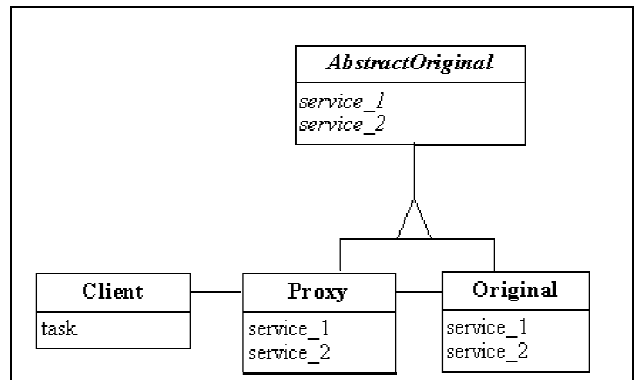 AbstractOriginal
service_1
service_2
Client
task
Proxy
service_1
service_2
Original
service_1
service_2